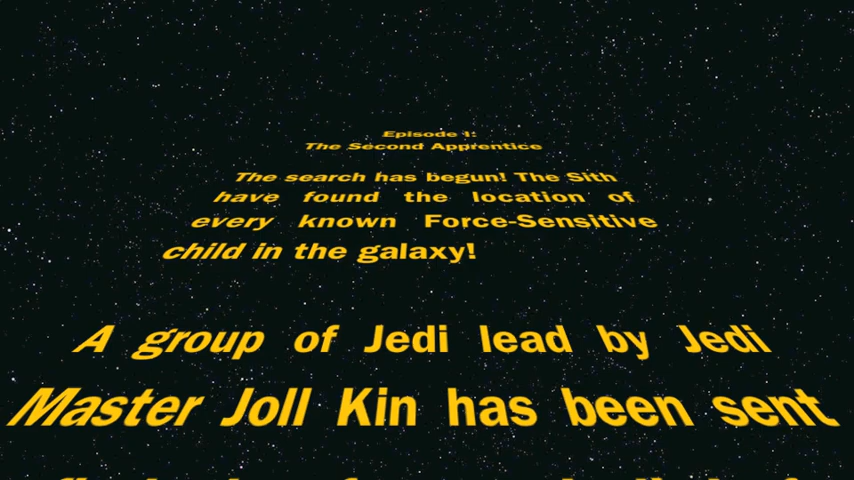 Episode I:
The Second Apprentice
The search has begun! The Sith
have found the location of
every known Force-Sensitive
child in the galaxy!
A group of Jedi lead by Jedi
Master Joll Kin has been sent